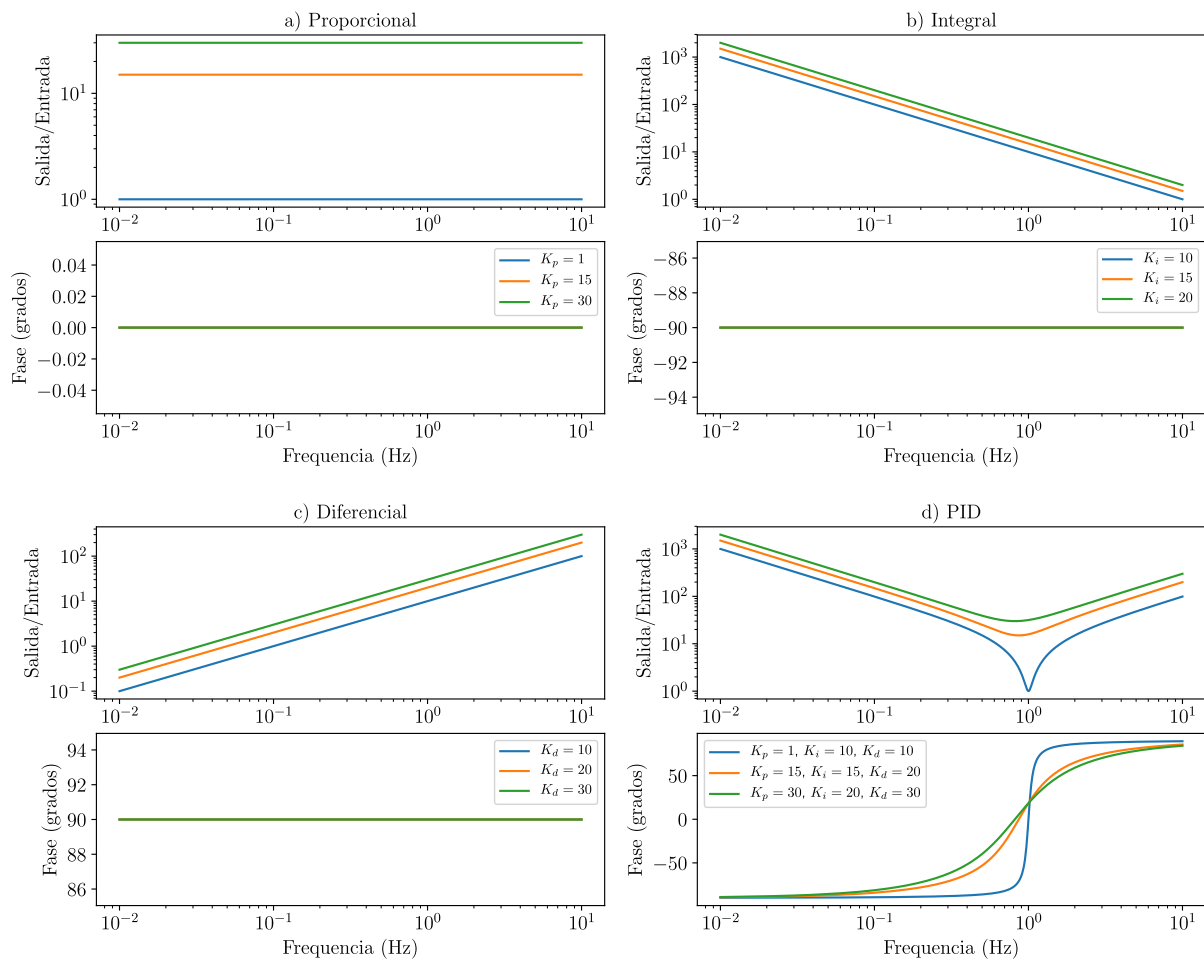 a) Proporcional
Salida/Entrada
10^1
10^0
10^-2 10^-1 10^0 10^1
Fase (grados)
0.04
0.02
0.00
−0.02
−0.04
K_p = 1
K_p = 15
K_p = 30
10^-2 10^-1 10^0 10^1
Frequencia (Hz)
b) Integral
Salida/Entrada
10^3
10^2
10^1
10^0
10^-2 10^-1 10^0 10^1
Fase (grados)
−86
−88
−90
−92
−94
K_i = 10
K_i = 15
K_i = 20
10^-2 10^-1 10^0 10^1
Frequencia (Hz)
c) Diferencial
Salida/Entrada
10^2
10^1
10^0
10^-1
10^-2 10^-1 10^0 10^1
Fase (grados)
94
92
90
88
86
K_d = 10
K_d = 20
K_d = 30
10^-2 10^-1 10^0 10^1
Frequencia (Hz)
d) PID
Salida/Entrada
10^3
10^2
10^1
10^0
10^-2 10^-1 10^0 10^1
Fase (grados)
50
0
−50
K_p = 1, K_i = 10, K_d = 10
K_p = 15, K_i = 15, K_d = 20
K_p = 30, K_i = 20, K_d = 30
10^-2 10^-1 10^0 10^1
Frequencia (Hz)